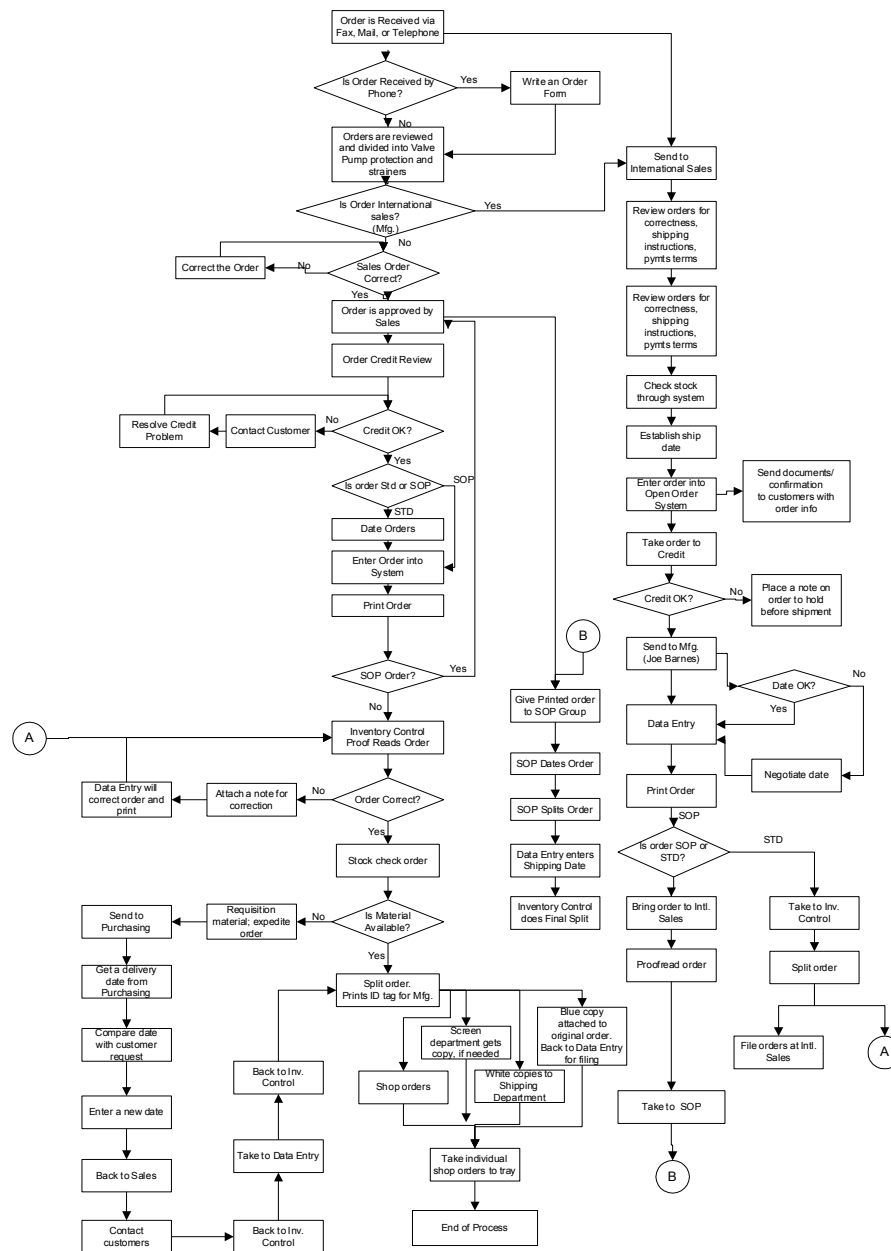 Order is Received via
Fax, Mail, or Telephone
Is Order Received by
Phone?
Yes
Write an Order
Form
No
Orders are reviewed
and divided into Valve
Pump protection and
strainers
Send to
International Sales
Is Order International
sales?
(Mfg.)
Yes
Review orders for
correctness,
shipping
instructions,
pymts terms
No
Correct the Order
No
Sales Order
Correct?
Yes
Order is approved by
Sales
Review orders for
correctness,
shipping
instructions,
pymts terms
Order Credit Review
Check stock
through system
Resolve Credit
Problem
Contact Customer
No
Credit OK?
Establish ship
date
Yes
Is order Std or SOP
SOP
Enter order into
Open Order
System
Send documents/
confirmation
to customers with
order info
STD
Date Orders
Take order to
Credit
Enter Order into
System
Credit OK?
No
Place a note on
order to hold
before shipment
Print Order
B
Send to Mfg.
(Joe Barnes)
SOP Order?
Yes
Date OK?
No
Yes
Give Printed order
to SOP Group
No
A
Inventory Control
Proof Reads Order
Data Entry
SOP Dates Order
Negotiate date
Data Entry will
correct order and
print
Attach a note for
correction
No
Order Correct?
Print Order
SOP Splits Order
SOP
Yes
Is order SOP or
STD?
STD
Stock check order
Data Entry enters
Shipping Date
Send to
Purchasing
Requisition
material; expedite
order
No
Is Material
Available?
Inventory Control
does Final Split
Bring order to Intl.
Sales
Take to Inv.
Control
Yes
Get a delivery
date from
Purchasing
Split order.
Prints ID tag for Mfg.
Proofread order
Split order
Compare date
with customer
request
Screen
department gets
copy, if needed
Blue copy
attached to
original order.
Back to Data Entry
for filing
File orders at Intl.
Sales
A
Back to Inv.
Control
Shop orders
White copies to
Shipping
Department
Enter a new date
Take to  SOP
Take to Data Entry
Take individual
shop orders to tray
Back to Sales
B
Contact
customers
Back to Inv.
Control
End of Process